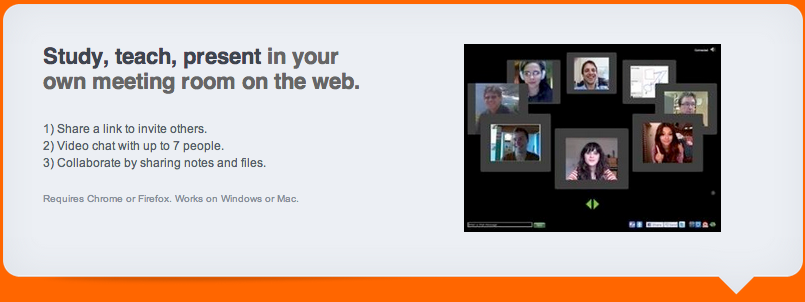 Study, teach, present in your
own meeting room on the web.
1) Share a link to invite others.
2) Video chat with up to 7 people.
3) Collaborate by sharing notes and files.
Requires Chrome or Firefox. Works on Windows or Mac.